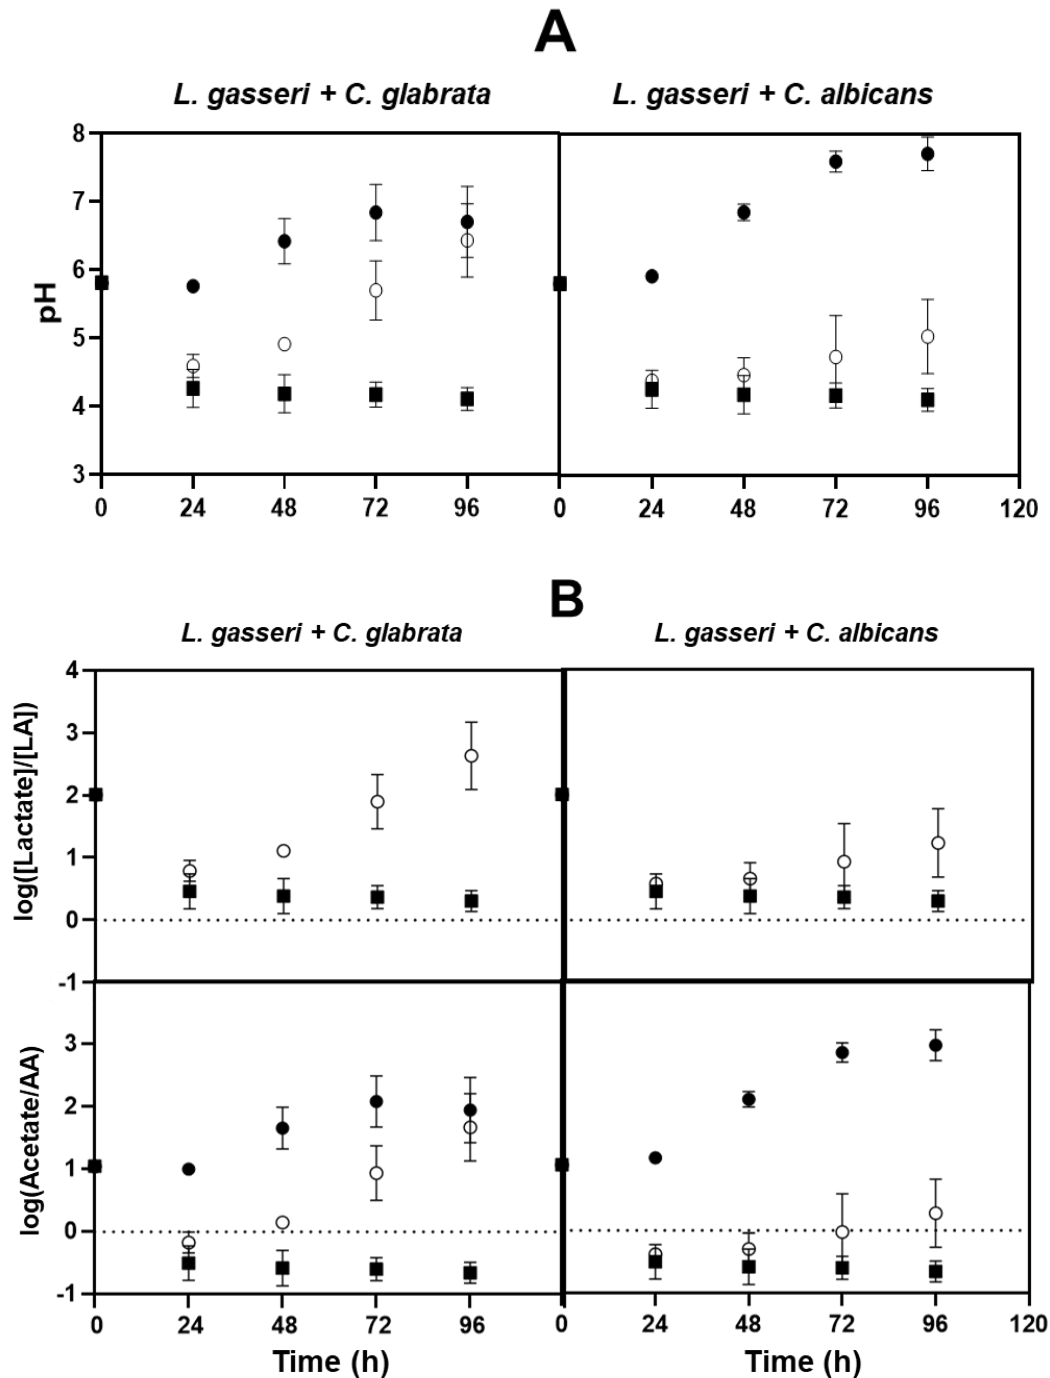 A
L. gasseri + C. glabrata
L. gasseri + C. albicans
pH
8
7
6
5
4
3
0 24 48 72 96
0 24 48 72 96 120
B
L. gasseri + C. glabrata
L. gasseri + C. albicans
log([Lactate]/[LA])
4
3
2
1
0
-1
log(Acetate/AA)
3
2
1
0
-1
0 24 48 72 96
0 24 48 72 96 120
Time (h)
Time (h)